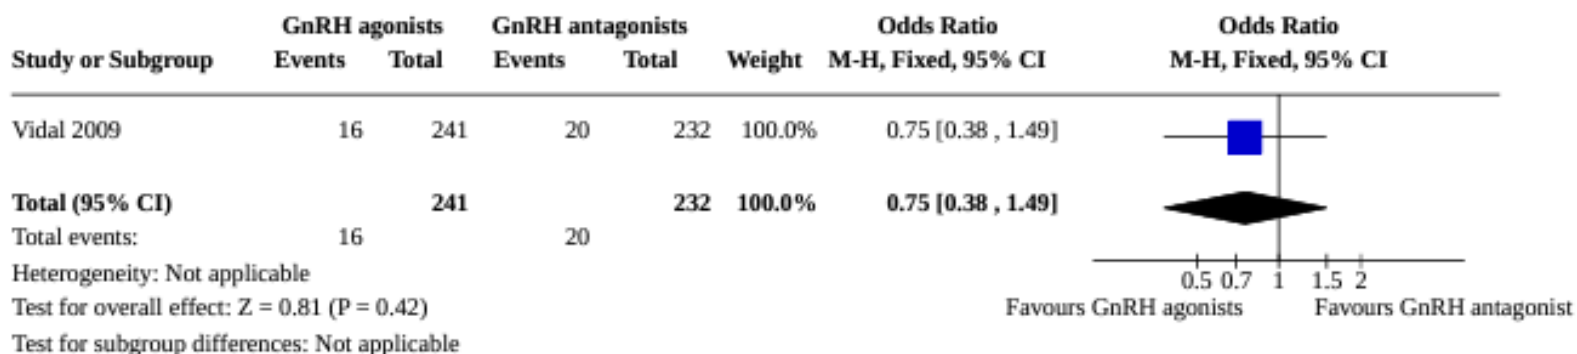 GnRH agonists GnRH antagonists Odds Ratio Odds Ratio
Study or Subgroup Events Total Events Total Weight M-H, Fixed, 95% CI M-H, Fixed, 95% CI
Vidal 2009 16 241 20 232 100.0% 0.75 [0.38 , 1.49]
Total (95% CI) 241 232 100.0% 0.75 [0.38 , 1.49]
Total events: 16 20
Heterogeneity: Not applicable
0.5 0.7 1 1.5 2
Test for overall effect: Z = 0.81 (P = 0.42) Favours GnRH agonists Favours GnRH antagonist
Test for subgroup differences: Not applicable